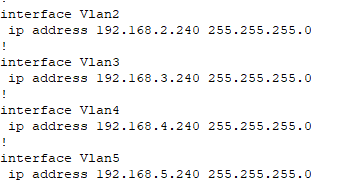 interface Vlan2
 ip address 192.168.2.240 255.255.255.0
!
interface Vlan3
 ip address 192.168.3.240 255.255.255.0
!
interface Vlan4
 ip address 192.168.4.240 255.255.255.0
!
interface Vlan5
 ip address 192.168.5.240 255.255.255.0